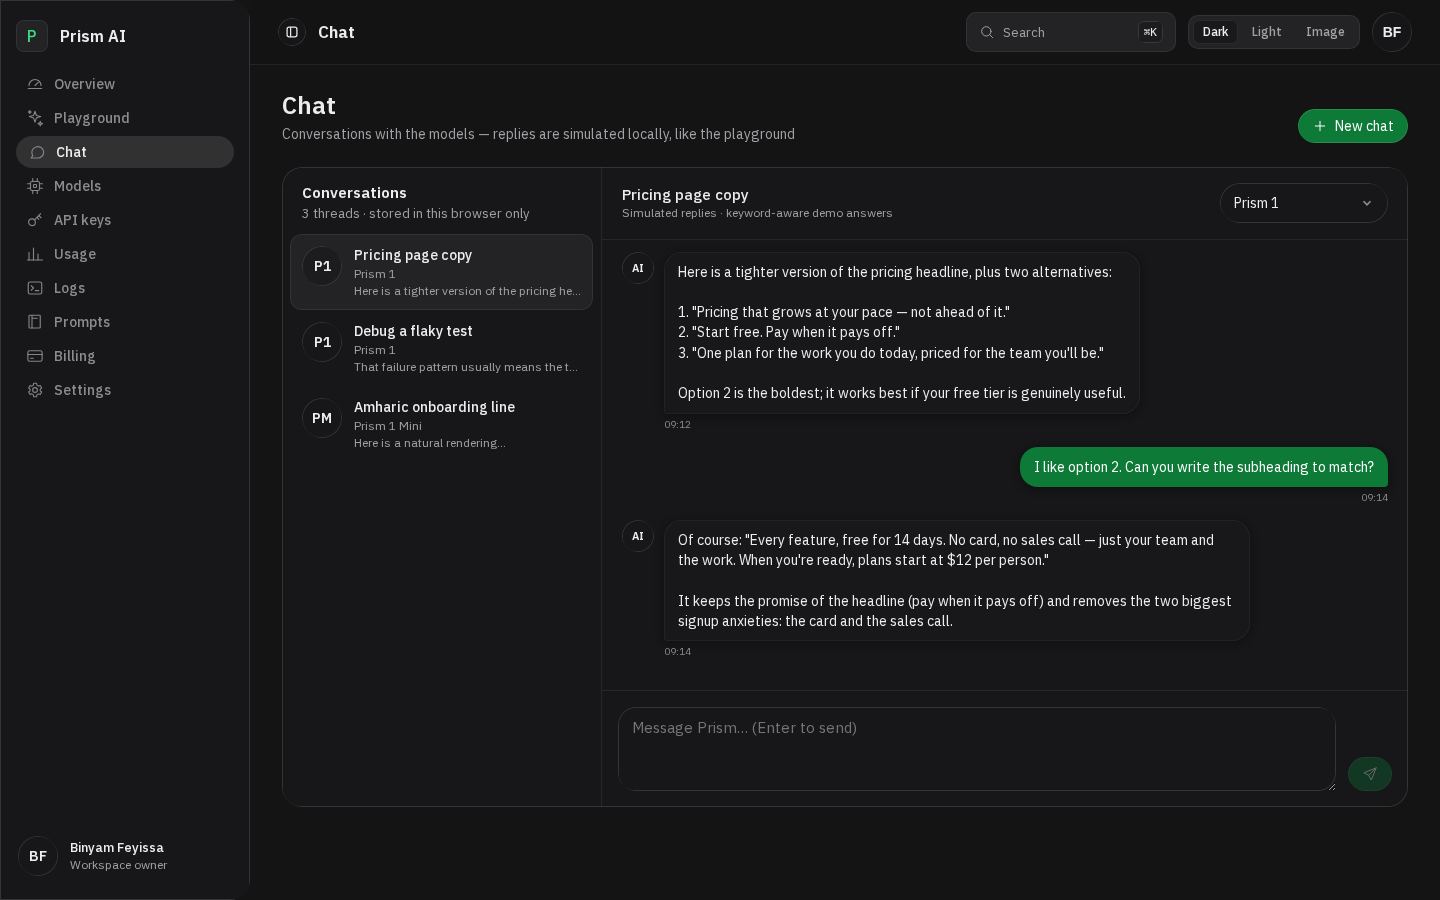 P
Prism AI
Overview
Playground
Chat
Models
API keys
Usage
Logs
Prompts
Billing
Settings
BF
Binyam Feyissa
Workspace owner
Chat
Search
⌘K
Dark
Light
Image
BF
Chat
Conversations with the models — replies are simulated locally, like the playground
New chat
Conversations
3 threads · stored in this browser only
P1
Pricing page copy
Prism 1
Here is a tighter version of the pricing he...
P1
Debug a flaky test
Prism 1
That failure pattern usually means the t...
PM
Amharic onboarding line
Prism 1 Mini
Here is a natural rendering...
Pricing page copy
Simulated replies · keyword-aware demo answers
Prism 1
AI
Here is a tighter version of the pricing headline, plus two alternatives:
1. "Pricing that grows at your pace — not ahead of it."
2. "Start free. Pay when it pays off."
3. "One plan for the work you do today, priced for the team you'll be."
Option 2 is the boldest; it works best if your free tier is genuinely useful.
09:12
I like option 2. Can you write the subheading to match?
09:14
AI
Of course: "Every feature, free for 14 days. No card, no sales call — just your team and
the work. When you're ready, plans start at $12 per person."
It keeps the promise of the headline (pay when it pays off) and removes the two biggest
signup anxieties: the card and the sales call.
09:14
Message Prism... (Enter to send)